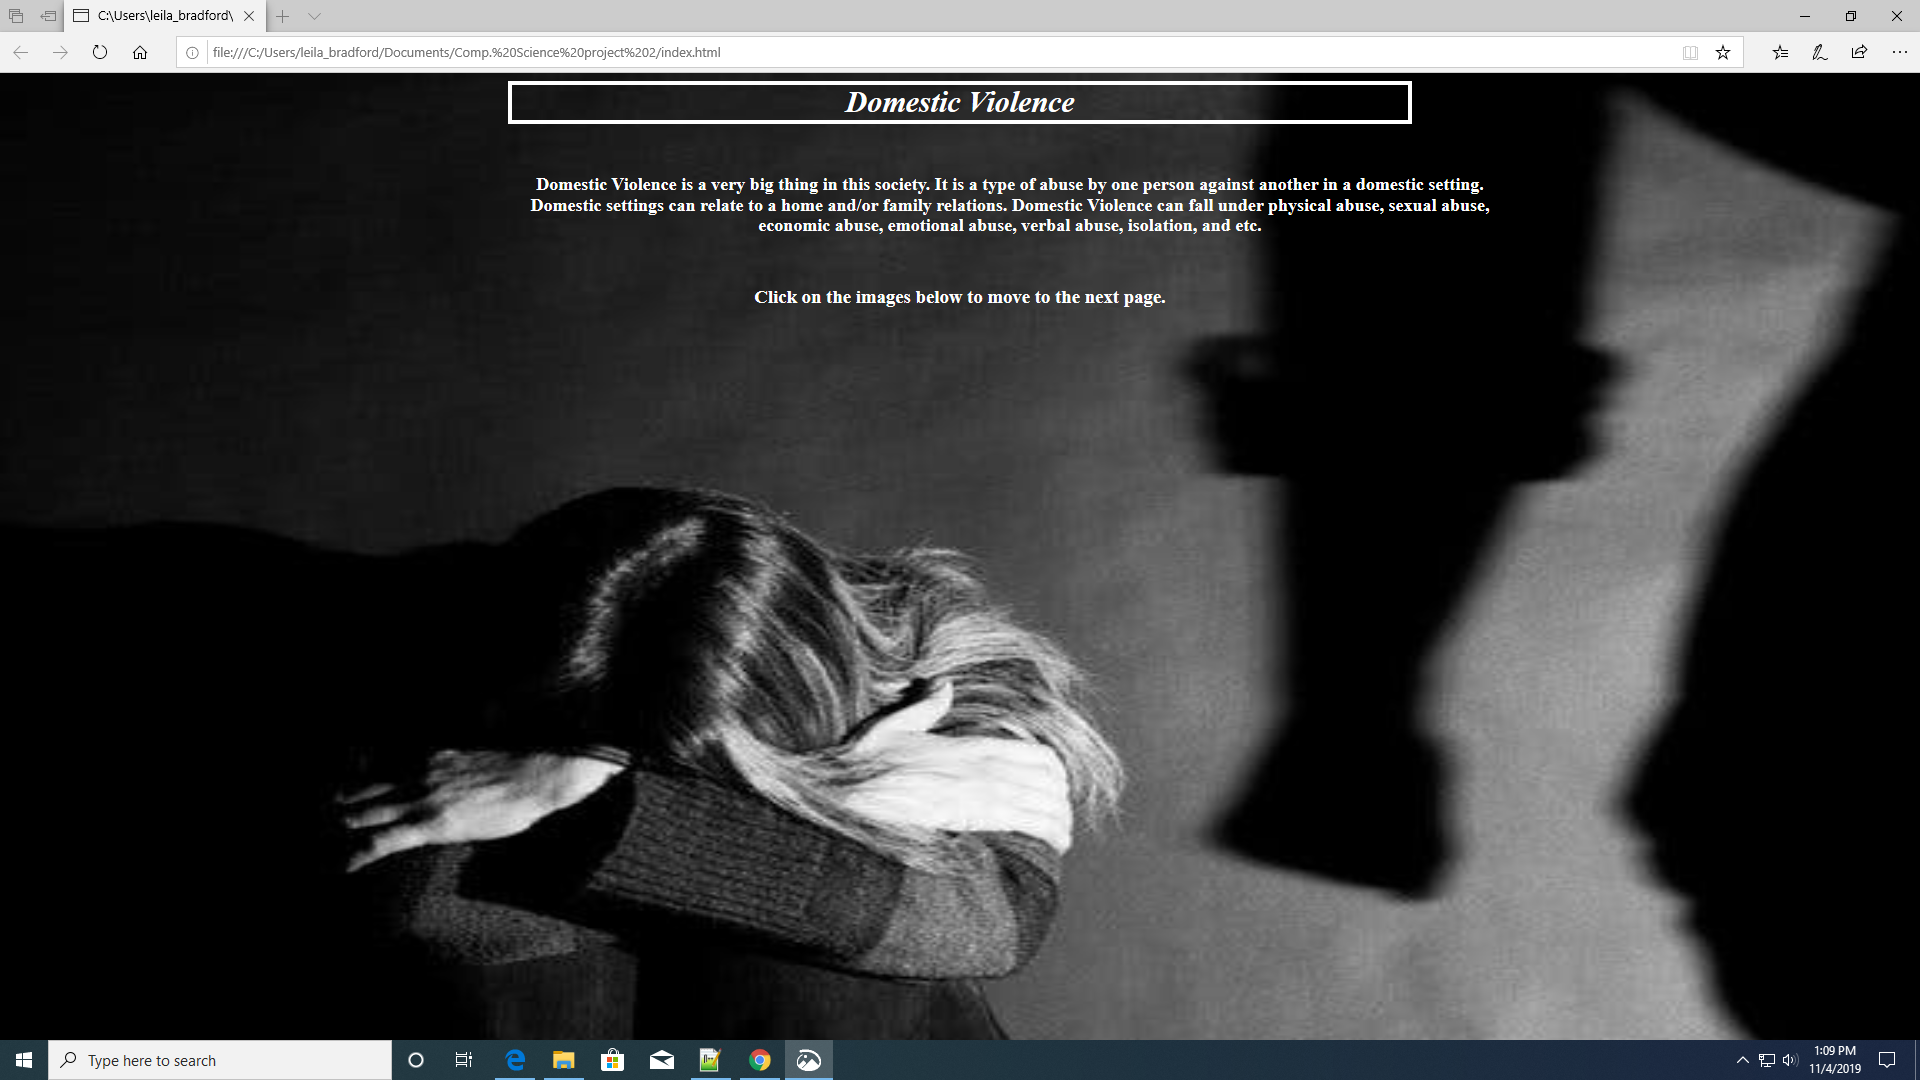 C:\Users\leila_bradford\
file:///C:/Users/leila_bradford/Documents/Comp.%20Science%20project%202/index.html
Domestic Violence
Domestic Violence is a very big thing in this society. It is a type of abuse by one person against another in a domestic setting.
Domestic settings can relate to a home and/or family relations. Domestic Violence can fall under physical abuse, sexual abuse,
economic abuse, emotional abuse, verbal abuse, isolation, and etc.
Click on the images below to move to the next page.
Type here to search
1:09 PM
11/4/2019